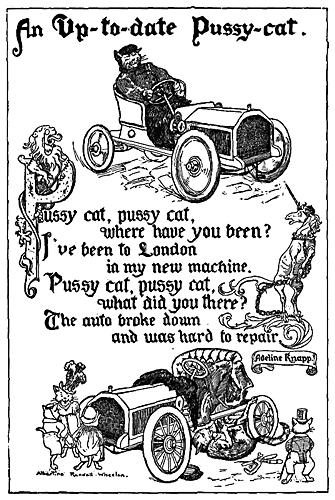 An Up-to-date Pussy-cat.
Pussy cat, pussy cat,
where have you been?
I've been to London
in my new machine.
Pussy cat, pussy cat,
what did you there?
The auto broke down
and was hard to repair.
Adeline Knapp.
Albertine Randall-Wheelan.